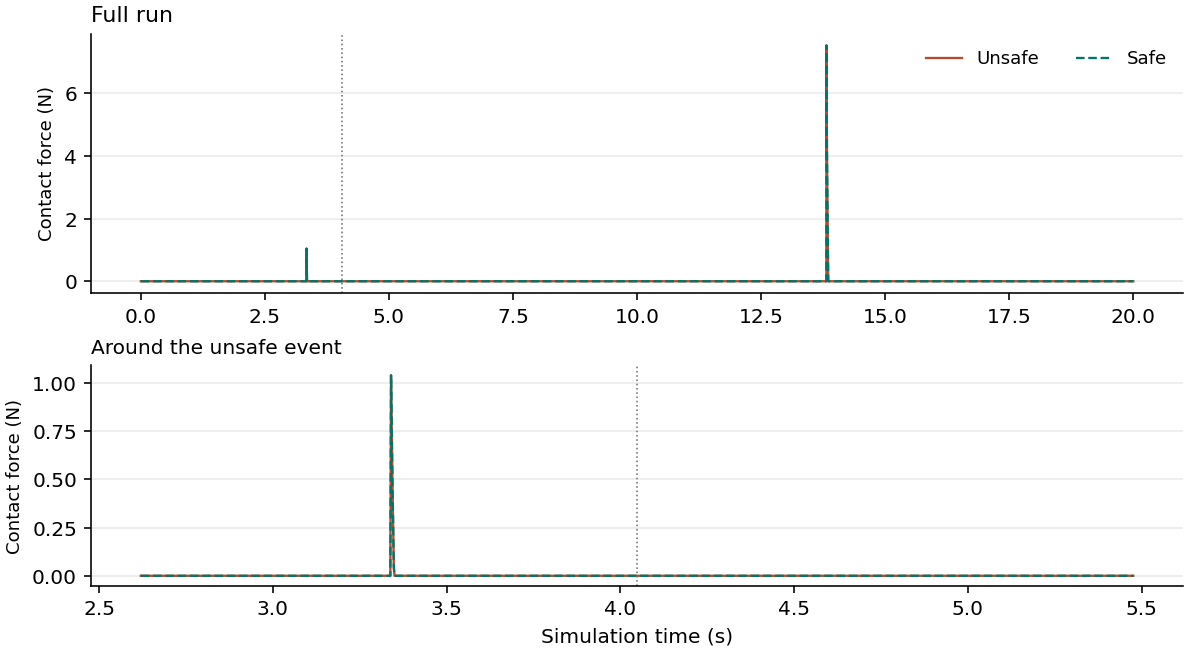 Full run
Contact force (N)
6
4
2
0
Unsafe
Safe
0.0 2.5 5.0 7.5 10.0 12.5 15.0 17.5 20.0
Around the unsafe event
Contact force (N)
1.00
0.75
0.50
0.25
0.00
2.5 3.0 3.5 4.0 4.5 5.0 5.5
Simulation time (s)